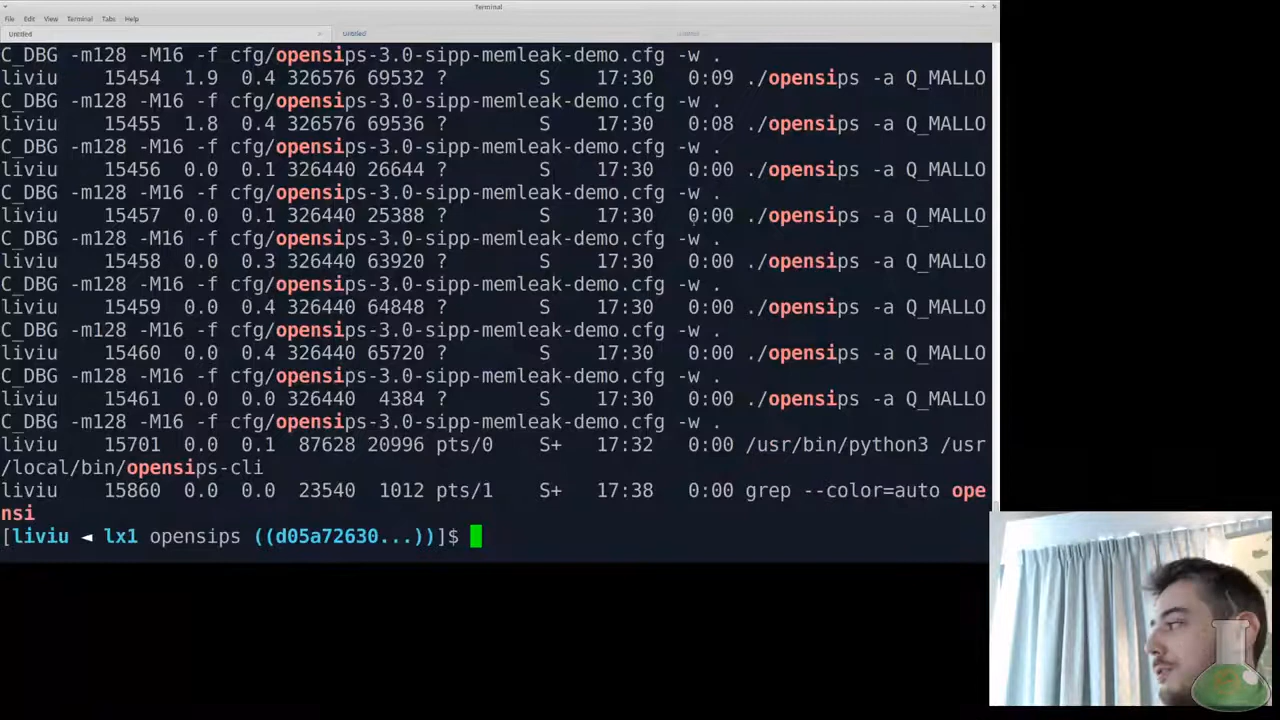 Terminal
File Edit View Terminal Tabs Help
Untitled Untitled
C_DBG -m128 -M16 -f cfg/opensips-3.0-sipp-memleak-demo.cfg -w .
liviu 15454 1.9 0.4 326576 69532 ? S 17:30 0:09 ./opensips -a Q_MALLO
C_DBG -m128 -M16 -f cfg/opensips-3.0-sipp-memleak-demo.cfg -w .
liviu 15455 1.8 0.4 326576 69536 ? S 17:30 0:08 ./opensips -a Q_MALLO
C_DBG -m128 -M16 -f cfg/opensips-3.0-sipp-memleak-demo.cfg -w .
liviu 15456 0.0 0.1 326440 26644 ? S 17:30 0:00 ./opensips -a Q_MALLO
C_DBG -m128 -M16 -f cfg/opensips-3.0-sipp-memleak-demo.cfg -w .
liviu 15457 0.0 0.1 326440 25388 ? S 17:30 0:00 ./opensips -a Q_MALLO
C_DBG -m128 -M16 -f cfg/opensips-3.0-sipp-memleak-demo.cfg -w .
liviu 15458 0.0 0.3 326440 63920 ? S 17:30 0:00 ./opensips -a Q_MALLO
C_DBG -m128 -M16 -f cfg/opensips-3.0-sipp-memleak-demo.cfg -w .
liviu 15459 0.0 0.4 326440 64848 ? S 17:30 0:00 ./opensips -a Q_MALLO
C_DBG -m128 -M16 -f cfg/opensips-3.0-sipp-memleak-demo.cfg -w .
liviu 15460 0.0 0.4 326440 65720 ? S 17:30 0:00 ./opensips -a Q_MALLO
C_DBG -m128 -M16 -f cfg/opensips-3.0-sipp-memleak-demo.cfg -w .
liviu 15461 0.0 0.0 326440 4384 ? S 17:30 0:00 ./opensips -a Q_MALLO
C_DBG -m128 -M16 -f cfg/opensips-3.0-sipp-memleak-demo.cfg -w .
liviu 15701 0.0 0.1 87628 20996 pts/0 S+ 17:32 0:00 /usr/bin/python3 /usr
/local/bin/opensips-cli
liviu 15860 0.0 0.0 23540 1012 pts/1 S+ 17:38 0:00 grep --color=auto ope
nsi
[liviu ◄ lx1 opensips ((d05a72630...))]$